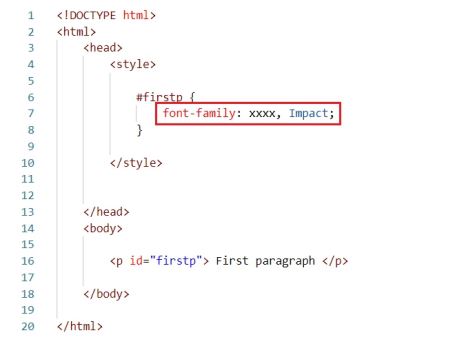 1 <!DOCTYPE html>
2 <html>
3 <head>
4 <style>
5
6 #firstp {
7 font-family: xxxx, Impact;
8 }
9
10 </style>
11
12
13 </head>
14 <body>
15
16 <p id="firstp"> First paragraph </p>
17
18 </body>
19
20 </html>